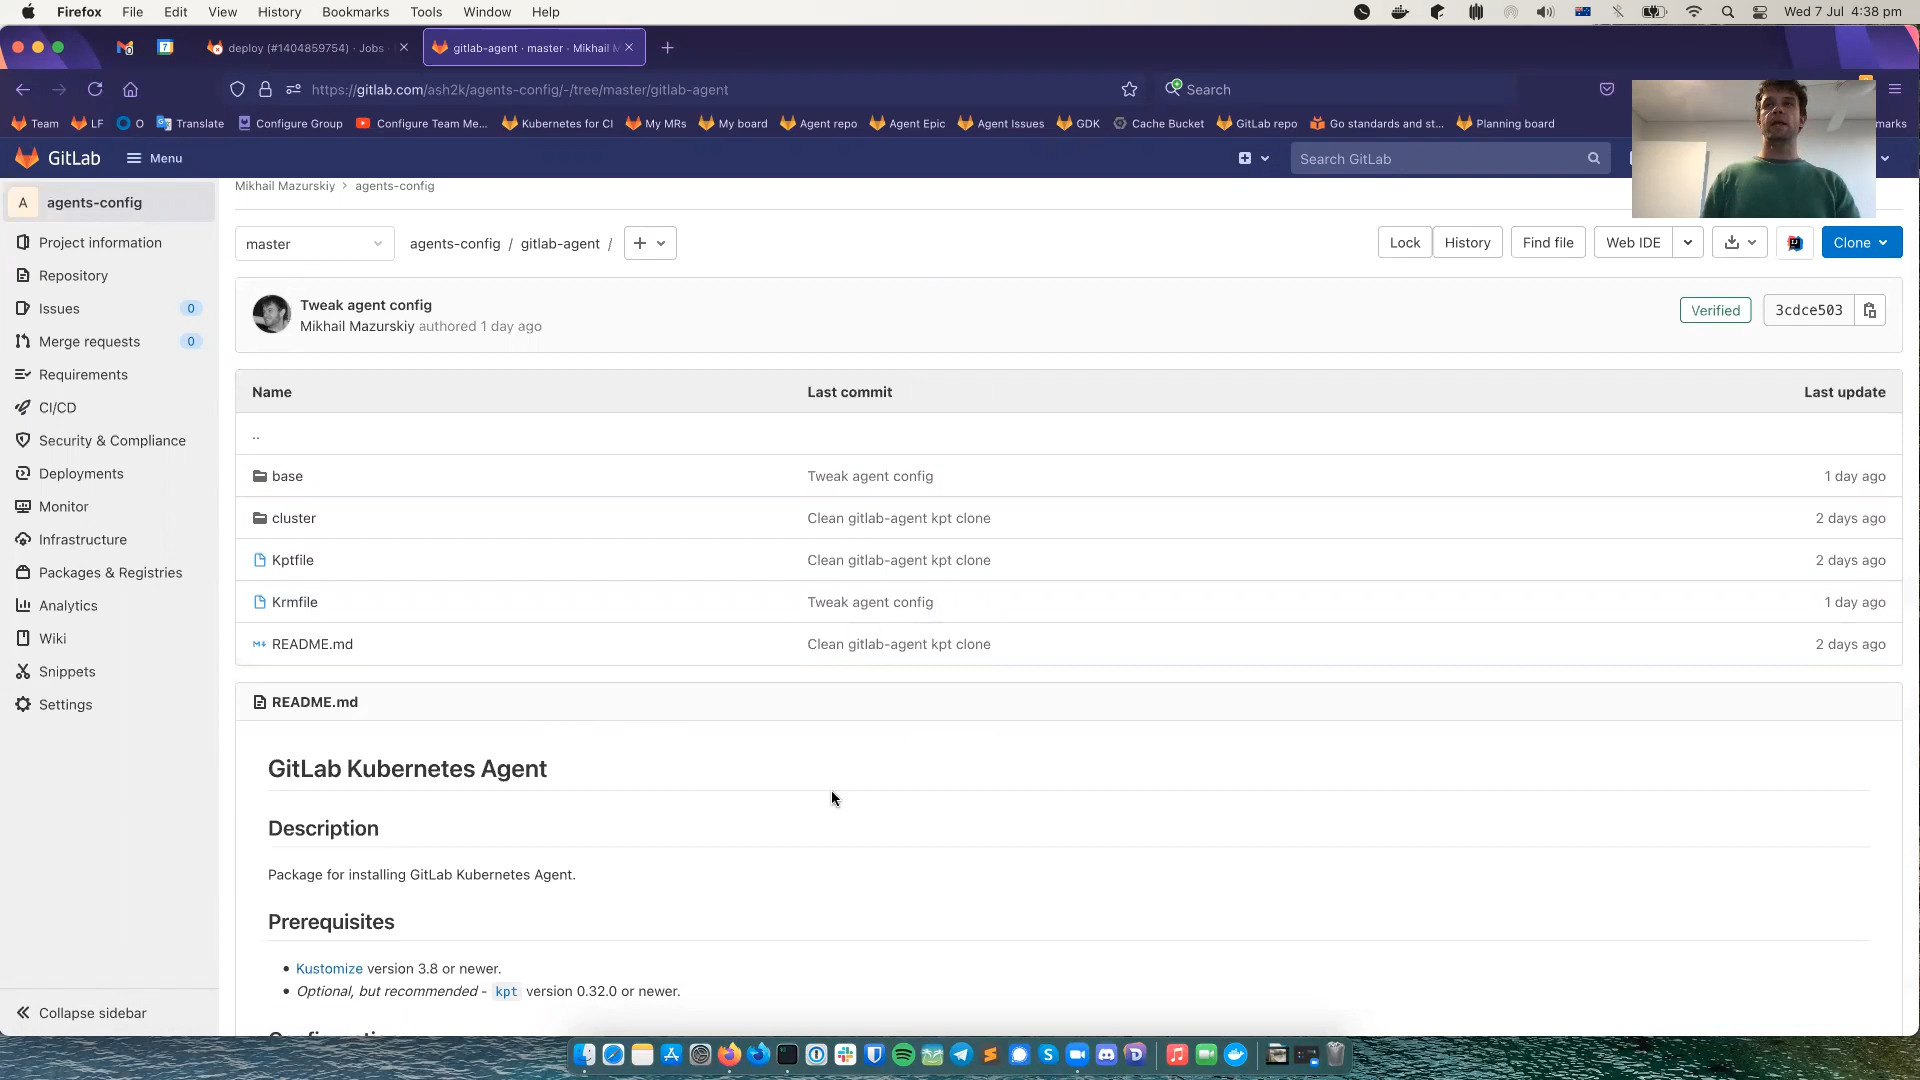 Firefox File Edit View History Bookmarks Tools Window Help Wed 7 Jul 4:38 pm
deploy (#1404859754) · Jobs
gitlab-agent · master · Mikhail M
https://gitlab.com/ash2k/agents-config/-/tree/master/gitlab-agent
Search
Team LF O Translate Configure Group Configure Team Me... Kubernetes for CI My MRs My board Agent repo Agent Epic Agent Issues GDK Cache Bucket GitLab repo Go standards and st... Planning board marks
GitLab Menu Search GitLab
A agents-config
Project information
Repository
Issues 0
Merge requests 0
Requirements
CI/CD
Security & Compliance
Deployments
Monitor
Infrastructure
Packages & Registries
Analytics
Wiki
Snippets
Settings
Collapse sidebar
Mikhail Mazurskiy > agents-config
master agents-config / gitlab-agent / + Lock History Find file Web IDE Clone
Tweak agent config
Mikhail Mazurskiy authored 1 day ago
Verified 3cdce503
Name Last commit Last update
..
base Tweak agent config 1 day ago
cluster Clean gitlab-agent kpt clone 2 days ago
Kptfile Clean gitlab-agent kpt clone 2 days ago
Krmfile Tweak agent config 1 day ago
README.md Clean gitlab-agent kpt clone 2 days ago
README.md
GitLab Kubernetes Agent
Description
Package for installing GitLab Kubernetes Agent.
Prerequisites
• Kustomize version 3.8 or newer.
• Optional, but recommended - kpt version 0.32.0 or newer.